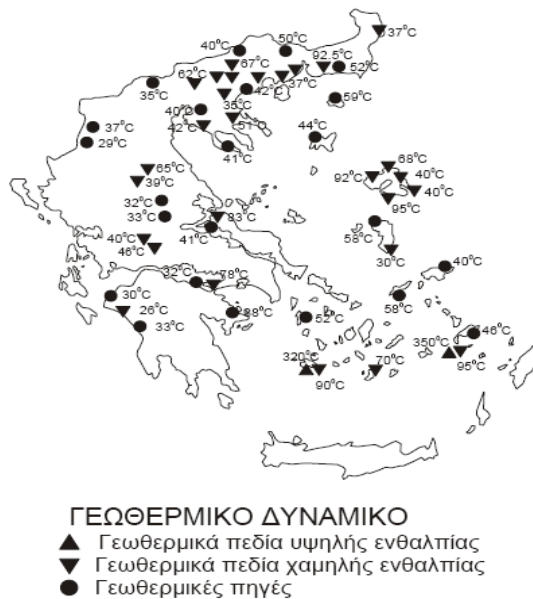 37°C
40°C
50°C
67°C
92.5°C
62°C
52°C
37°C
35°C
42°C
59°C
35°C
40°C
51°C
37°C
42°C
44°C
29°C
41°C
68°C
65°C
92°C
40°C
39°C
40°C
32°C
95°C
33°C
83°C
58°C
41°C
40°C
46°C
30°C
40°C
32°C
78°C
30°C
58°C
26°C
38°C
52°C
33°C
46°C
350°C
320°C
70°C
95°C
90°C
ΓΕΩΘΕΡΜΙΚΟ ΔΥΝΑΜΙΚΟ
Γεωθερμικά πεδία υψηλής ενθαλπίας
Γεωθερμικά πεδία χαμηλής ενθαλπίας
Γεωθερμικές πηγές